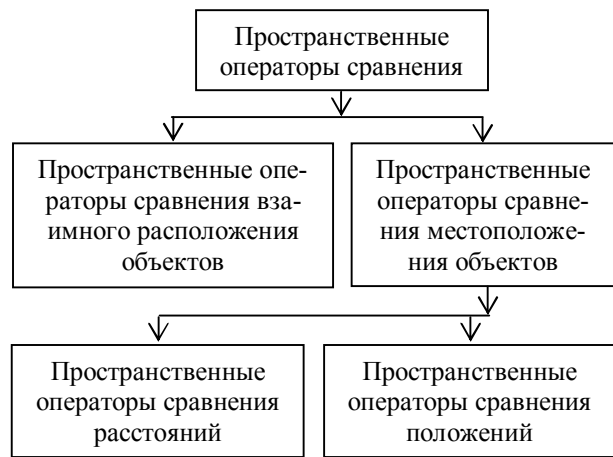 Пространственные
операторы сравнения
Пространственные опе-
раторы сравнения вза-
имного расположения
объектов
Пространственные
операторы сравне-
ния местоположе-
ния объектов
Пространственные
операторы сравнения
расстояний
Пространственные
операторы сравнения
положений